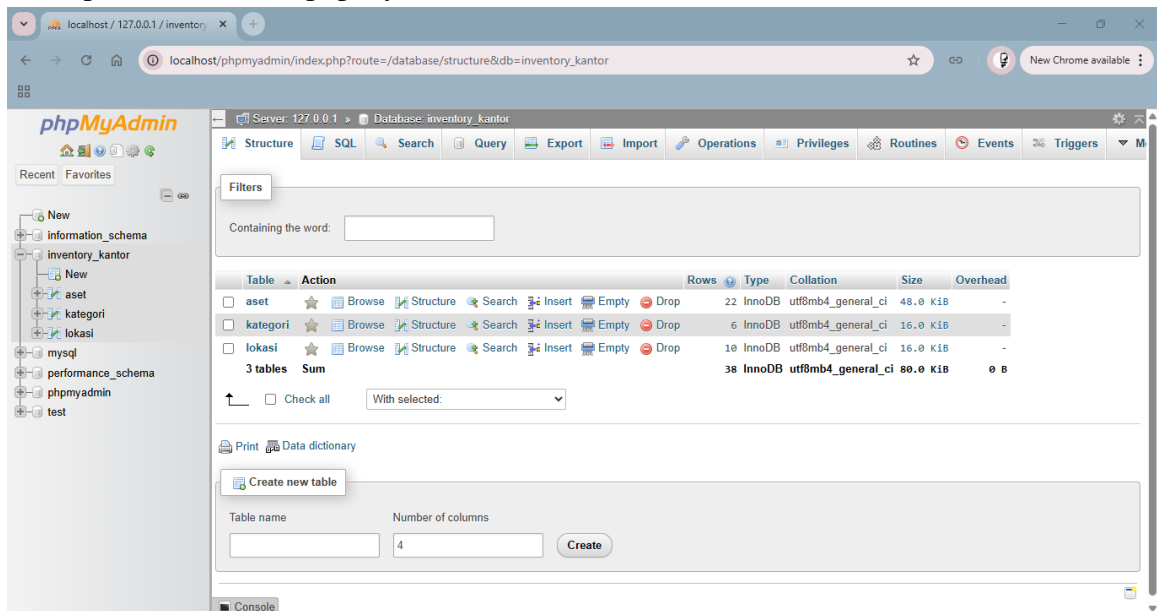 localhost / 127.0.0.1 / inventory
localhost/phpmyadmin/index.php?route=/database/structure&db=inventory_kantor
New Chrome available
phpMyAdmin
Recent Favorites
New
information_schema
inventory_kantor
New
aset
kategori
lokasi
mysql
performance_schema
phpmyadmin
test
Server: 127.0.0.1 » Database: inventory_kantor
Structure SQL Search Query Export Import Operations Privileges Routines Events Triggers
Filters
Containing the word:
Table Action Rows Type Collation Size Overhead
aset Browse Structure Search Insert Empty Drop 22 InnoDB utf8mb4_general_ci 48.0 KiB -
kategori Browse Structure Search Insert Empty Drop 6 InnoDB utf8mb4_general_ci 16.0 KiB -
lokasi Browse Structure Search Insert Empty Drop 10 InnoDB utf8mb4_general_ci 16.0 KiB -
3 tables Sum 38 InnoDB utf8mb4_general_ci 80.0 KiB 0 B
Check all With selected:
Print Data dictionary
Create new table
Table name Number of columns
4 Create
Console